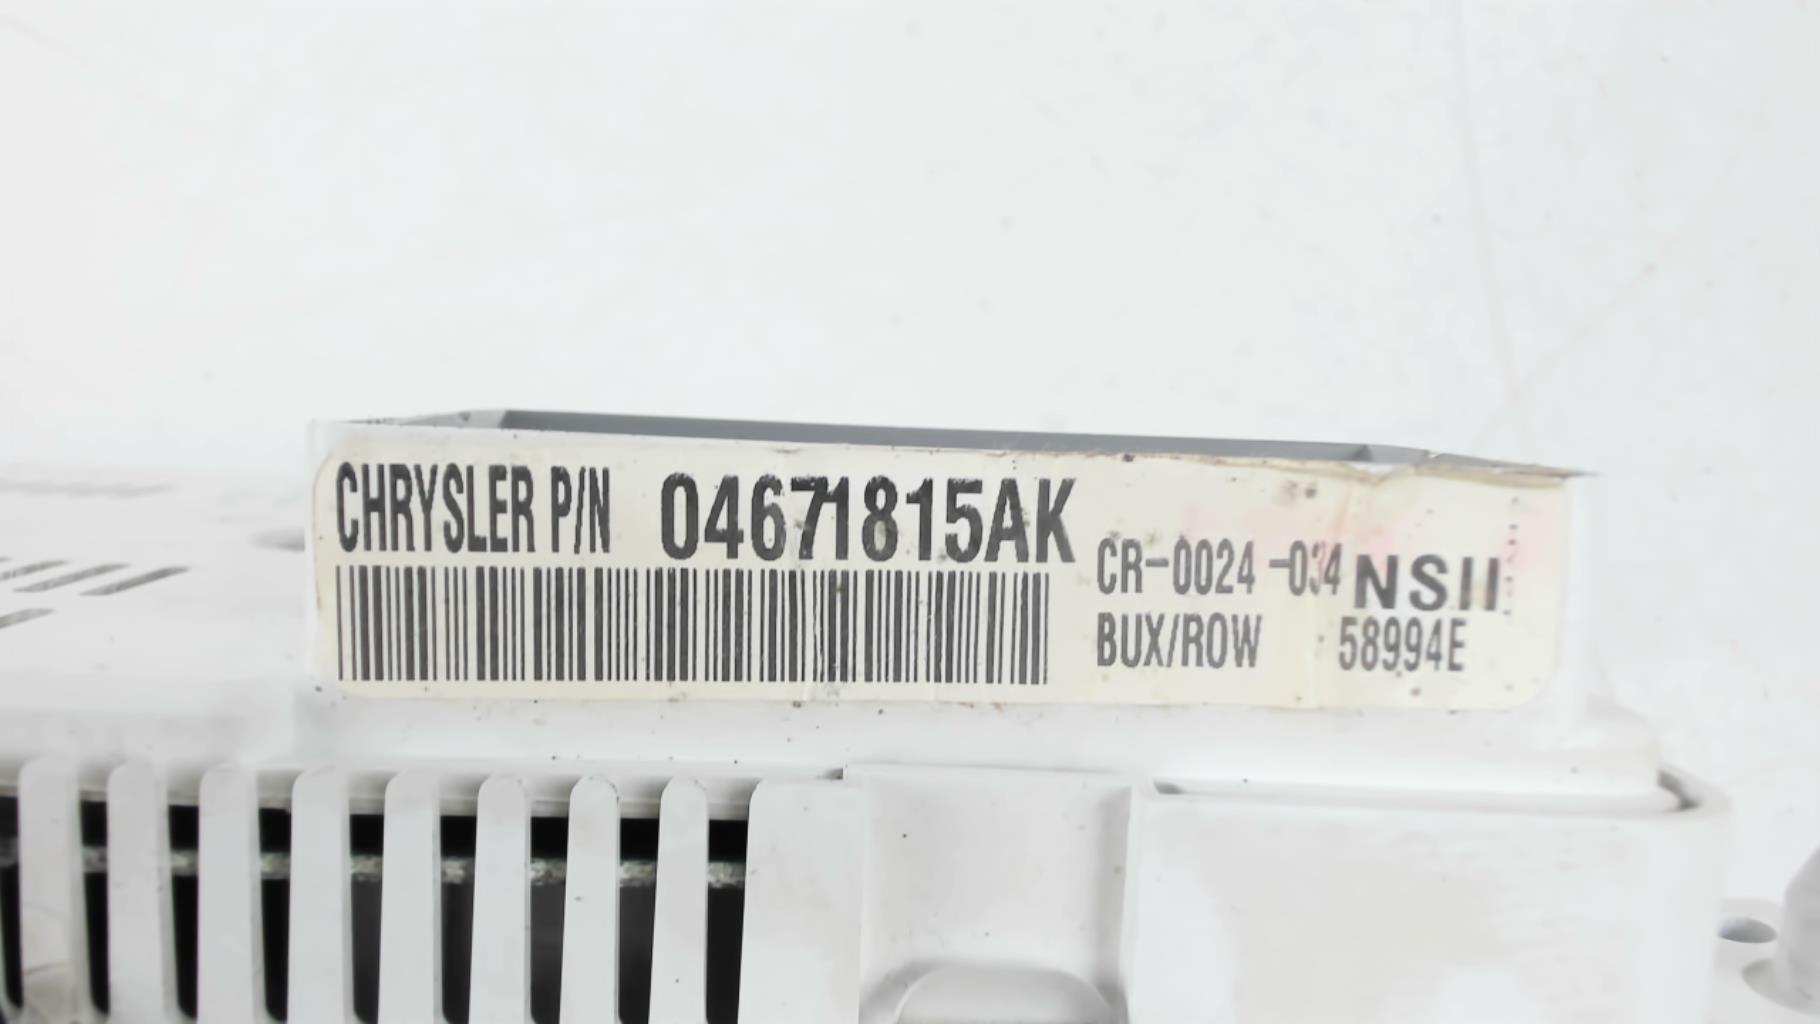 CHRYSLER P/N 04671815AK
CR-0024-034 NSII
BUX/ROW 58994E